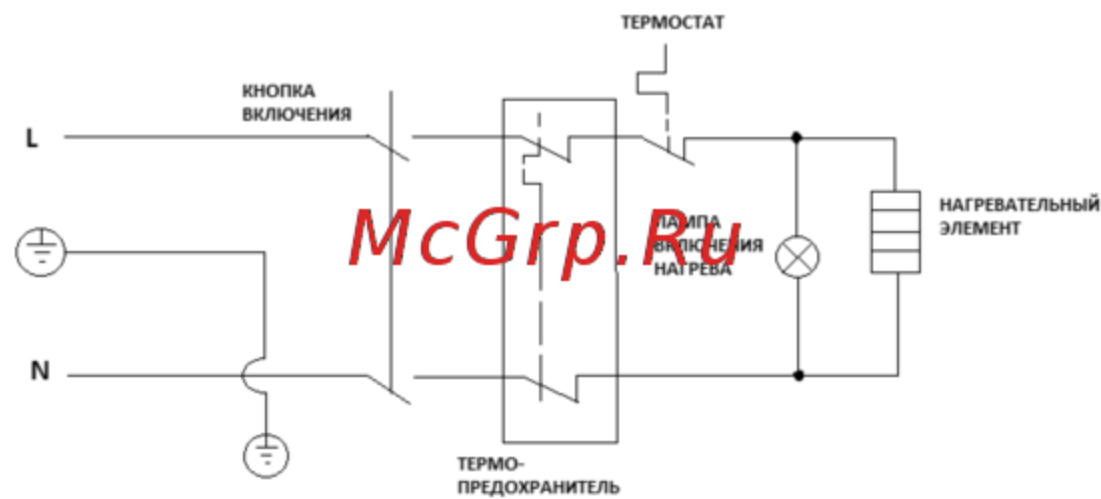 ТЕРМОСТАТ
КНОПКА
ВКЛЮЧЕНИЯ
L
НАГРЕВАТЕЛЬНЫЙ
ЭЛЕМЕНТ
ЛАМПА
ВКЛЮЧЕНИЯ
НАГРЕВА
McGrp.Ru
N
ТЕРМО-
ПРЕДОХРАНИТЕЛЬ